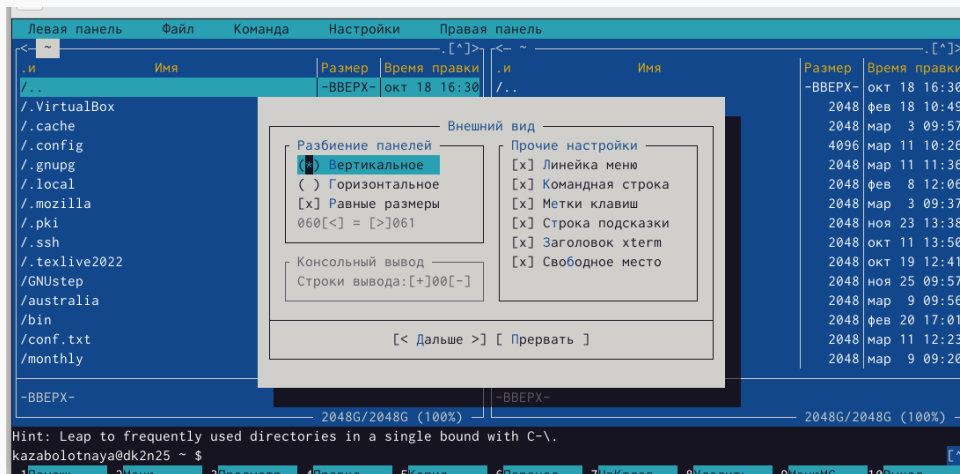 Левая панель Файл Команда Настройки Правая панель
<─ ~ .[^]>┐ <─ ~ .[^]>
.и Имя Размер Время правки .и Имя Размер Время правки
/.. -ВВЕРХ- окт 18 16:30 /.. -ВВЕРХ- окт 18 16:30
/.VirtualBox 2048 фев 18 10:49
/.cache Внешний вид 2048 мар 3 09:57
/.config Разбиение панелей Прочие настройки 4096 мар 11 10:26
/.gnupg (*) Вертикальное [x] Линейка меню 2048 мар 11 11:36
/.local ( ) Горизонтальное [x] Командная строка 2048 фев 8 12:06
/.mozilla [x] Равные размеры [x] Метки клавиш 2048 мар 3 09:37
/.pki 060[<] = [>]061 [x] Строка подсказки 2048 ноя 23 13:38
/.ssh [x] Заголовок xterm 2048 окт 11 13:50
/.texlive2022 Консольный вывод [x] Свободное место 2048 окт 19 12:41
/GNUstep Строки вывода:[+]00[-] 2048 ноя 25 09:57
/australia 2048 мар 9 09:56
/bin 2048 фев 20 17:01
/conf.txt [< Дальше >] [ Прервать ] 2048 мар 11 12:23
/monthly 2048 мар 9 09:20
-ВВЕРХ- -ВВЕРХ-
2048G/2048G (100%) 2048G/2048G (100%)
Hint: Leap to frequently used directories in a single bound with C-\.
kazabolotnaya@dk2n25 ~ $ [^